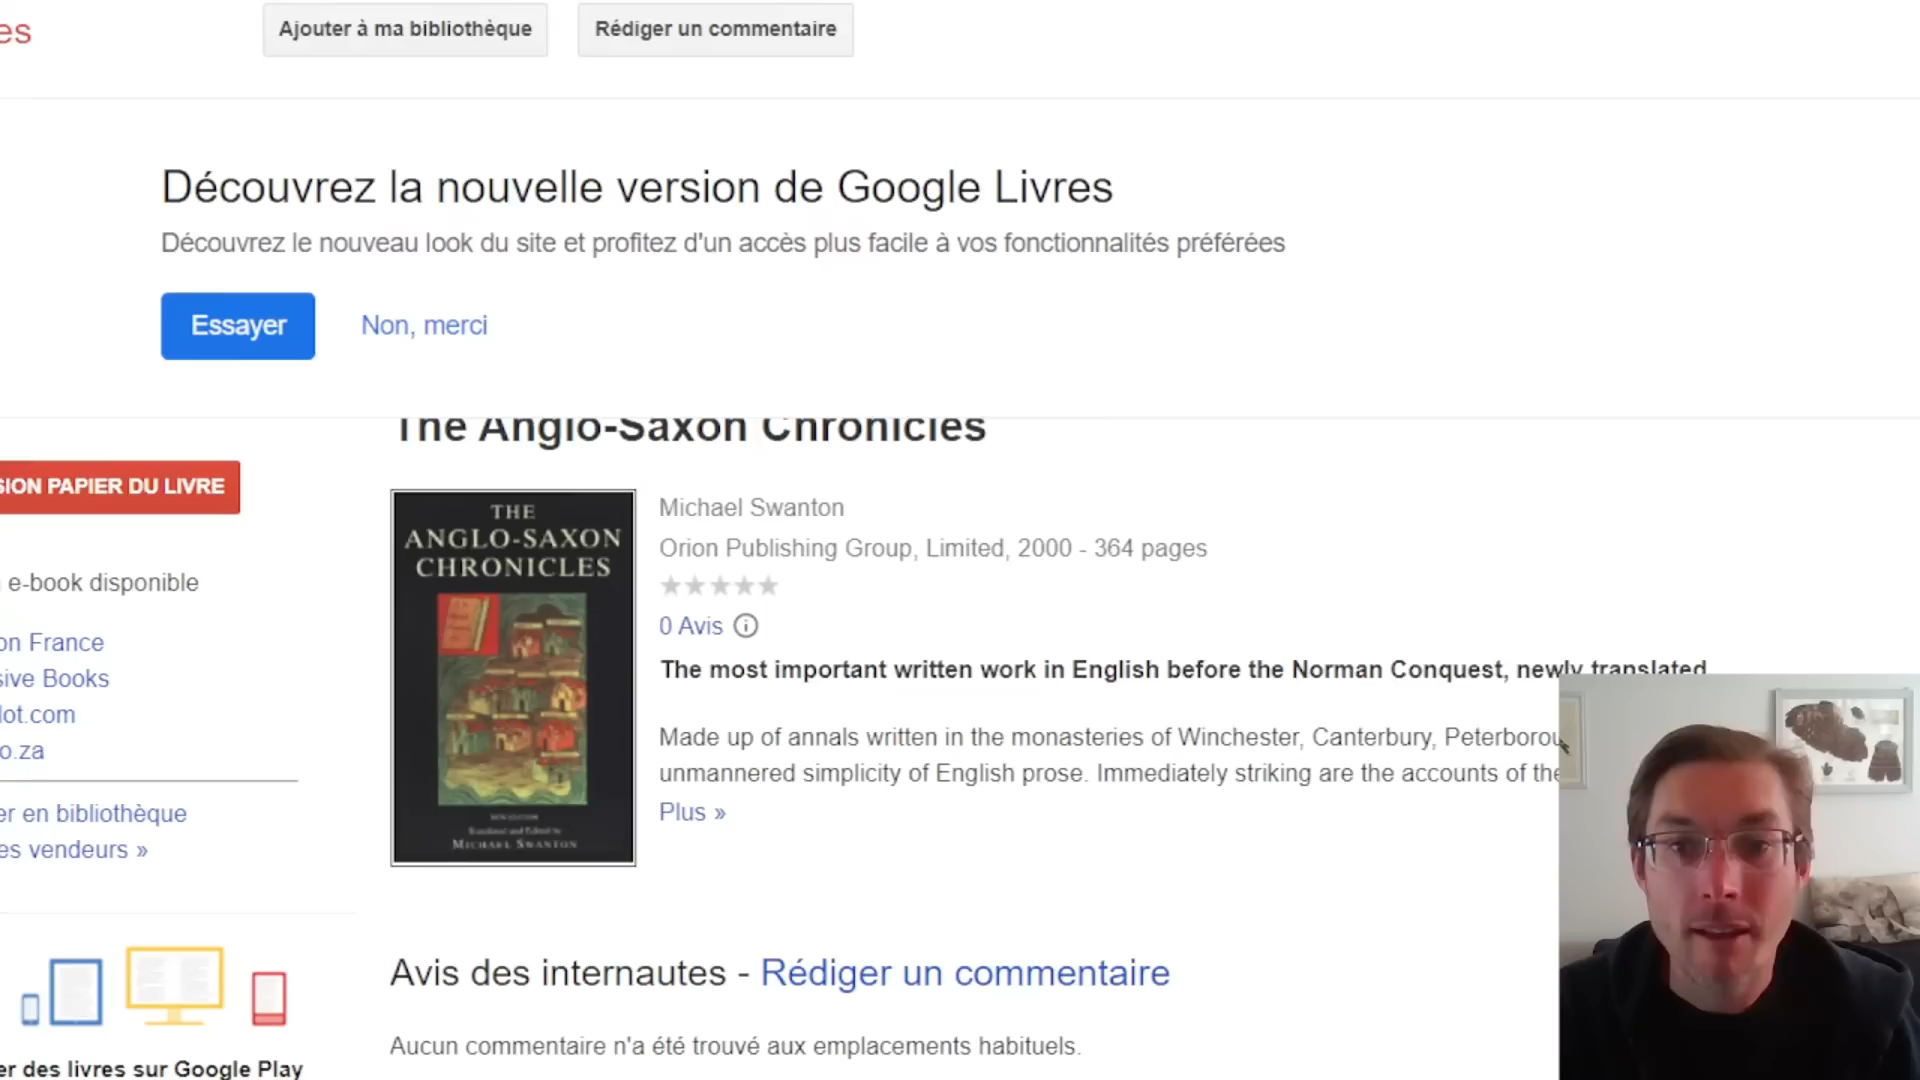 es
Ajouter à ma bibliothèque
Rédiger un commentaire
Découvrez la nouvelle version de Google Livres
Découvrez le nouveau look du site et profitez d'un accès plus facile à vos fonctionnalités préférées
Essayer
Non, merci
The Anglo-Saxon Chronicles
SION PAPIER DU LIVRE
e-book disponible
on France
sive Books
lot.com
o.za
er en bibliothèque
es vendeurs »
er des livres sur Google Play
THE
ANGLO-SAXON
CHRONICLES
Translated and Edited by
MICHAEL SWANTON
Michael Swanton
Orion Publishing Group, Limited, 2000 - 364 pages
0 Avis
The most important written work in English before the Norman Conquest, newly translated
Made up of annals written in the monasteries of Winchester, Canterbury, Peterborou
unmannered simplicity of English prose. Immediately striking are the accounts of the
Plus »
Avis des internautes - Rédiger un commentaire
Aucun commentaire n'a été trouvé aux emplacements habituels.